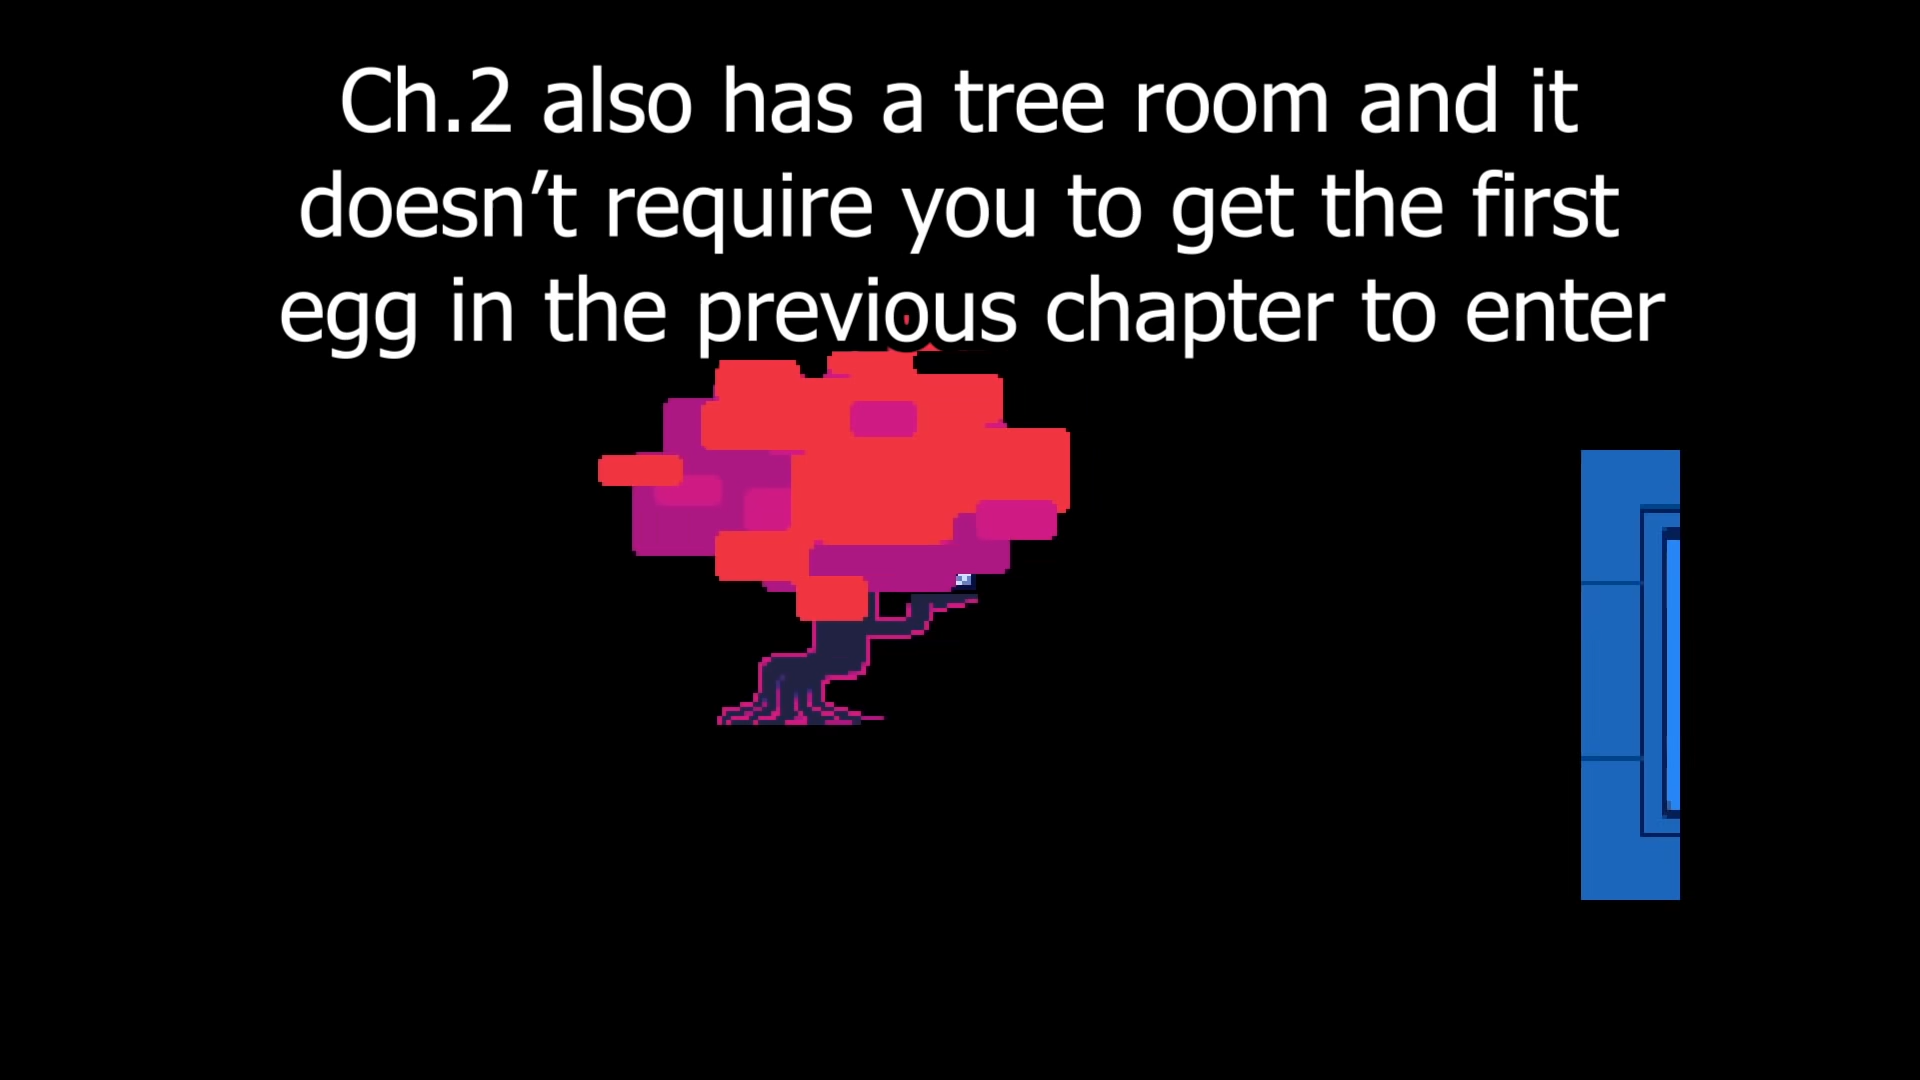 Ch.2 also has a tree room and it
doesn’t require you to get the first
egg in the previous chapter to enter